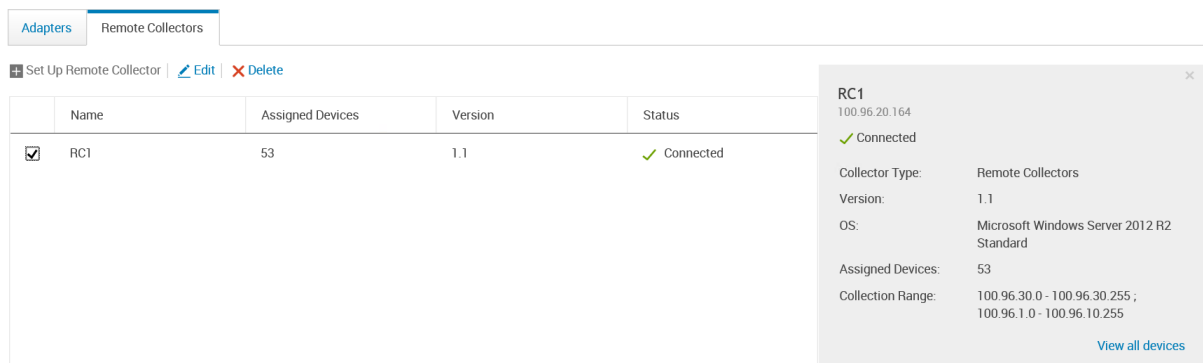 Adapters Remote Collectors
Set Up Remote Collector Edit Delete
Name Assigned Devices Version Status
RC1 53 1.1 Connected
RC1
100.96.20.164
Connected
Collector Type: Remote Collectors
Version: 1.1
OS: Microsoft Windows Server 2012 R2
Standard
Assigned Devices: 53
Collection Range: 100.96.30.0 - 100.96.30.255 ;
100.96.1.0 - 100.96.10.255
View all devices